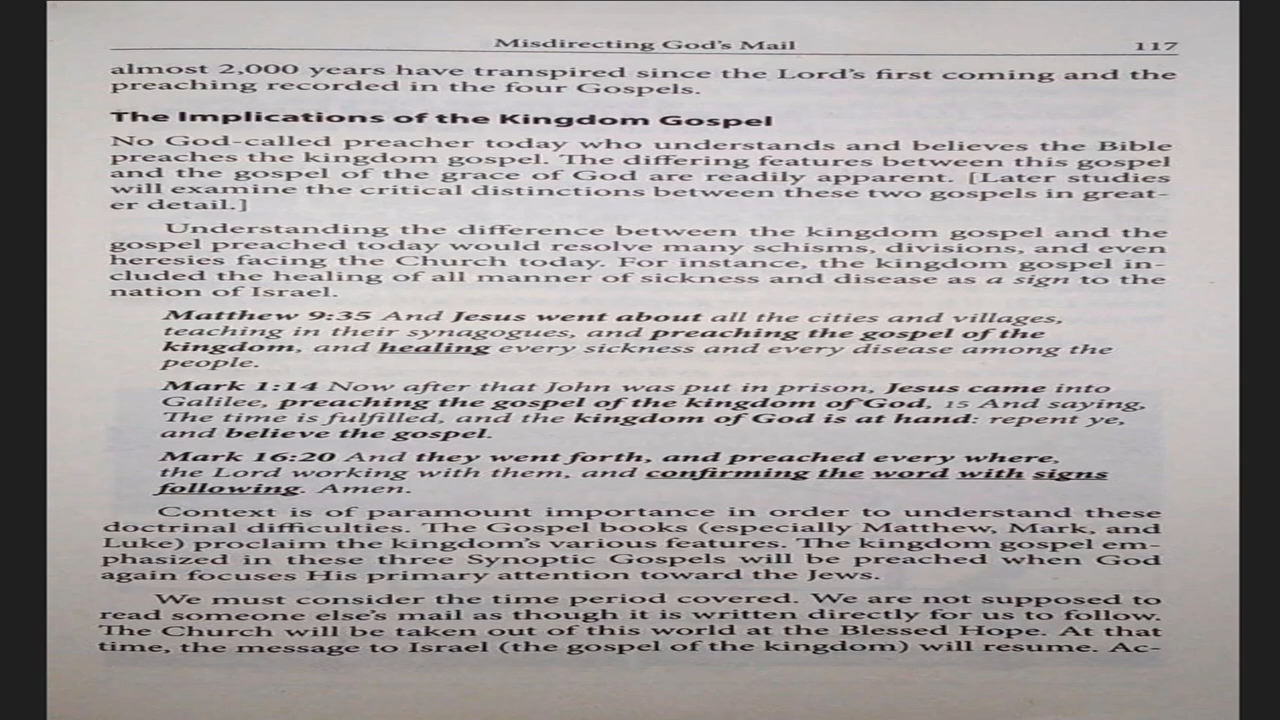 Misdirecting God's Mail 117
almost 2,000 years have transpired since the Lord's first coming and the
preaching recorded in the four Gospels.
The Implications of the Kingdom Gospel
No God-called preacher today who understands and believes the Bible
preaches the kingdom gospel. The differing features between this gospel
and the gospel of the grace of God are readily apparent. [Later studies
will examine the critical distinctions between these two gospels in great-
er detail.]
Understanding the difference between the kingdom gospel and the
gospel preached today would resolve many schisms, divisions, and even
heresies facing the Church today. For instance, the kingdom gospel in-
cluded the healing of all manner of sickness and disease as a sign to the
nation of Israel.
Matthew 9:35 And Jesus went about all the cities and villages,
teaching in their synagogues, and preaching the gospel of the
kingdom, and healing every sickness and every disease among the
people.
Mark 1:14 Now after that John was put in prison, Jesus came into
Galilee, preaching the gospel of the kingdom of God, 15 And saying,
The time is fulfilled, and the kingdom of God is at hand: repent ye,
and believe the gospel.
Mark 16:20 And they went forth, and preached every where,
the Lord working with them, and confirming the word with signs
following. Amen.
Context is of paramount importance in order to understand these
doctrinal difficulties. The Gospel books (especially Matthew, Mark, and
Luke) proclaim the kingdom's various features. The kingdom gospel em-
phasized in these three Synoptic Gospels will be preached when God
again focuses His primary attention toward the Jews.
We must consider the time period covered. We are not supposed to
read someone else's mail as though it is written directly for us to follow.
The Church will be taken out of this world at the Blessed Hope. At that
time, the message to Israel (the gospel of the kingdom) will resume. Ac-